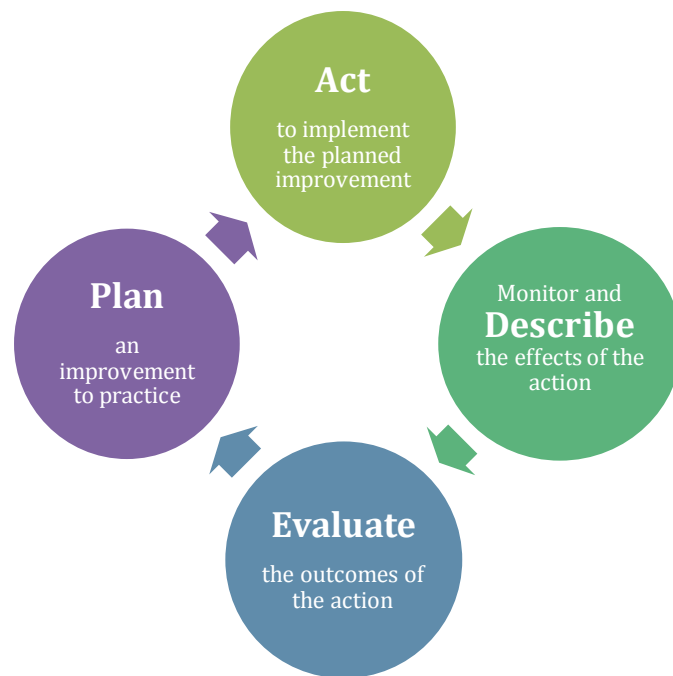 Act
to implement
the planned
improvement
Plan
an
improvement
to practice
Monitor and
Describe
the effects of the
action
Evaluate
the outcomes of
the action